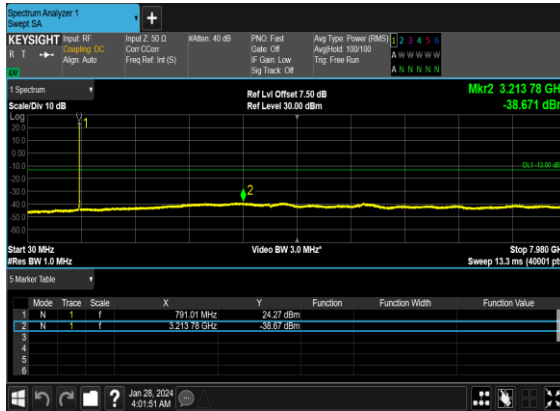 Spectrum Analyzer 1
Swept SA
KEYSIGHT
R T
Input: RF
Coupling: DC
Align: Auto
Input Z: 50 Ω
Corr CCorr
Freq Ref: Int (S)
#Atten: 40 dB
PNO: Fast
Gate: Off
IF Gain: Low
Sig Track: Off
Avg Type: Power (RMS)
Avg|Hold: 100/100
Trig: Free Run
1 2 3 4 5 6
A W W W W W
A N N N N N
1 Spectrum
Scale/Div 10 dB
Ref Lvl Offset 7.50 dB
Ref Level 30.00 dBm
Mkr2 3.213 78 GHz
-38.671 dBm
Log
20.0
10.0
0.00
-10.0
-20.0
-30.0
-40.0
-50.0
-60.0
1
2
DL1 -13.00 dBm
Start 30 MHz
#Res BW 1.0 MHz
Video BW 3.0 MHz*
Stop 7.980 GH
Sweep 13.3 ms (40001 pts
5 Marker Table
Mode Trace Scale X Y Function Function Width Function Value
1 N 1 f 791.01 MHz 24.27 dBm
2 N 1 f 3.213 78 GHz -38.67 dBm
3
4
5
6
Jan 28, 2024
4:01:51 AM